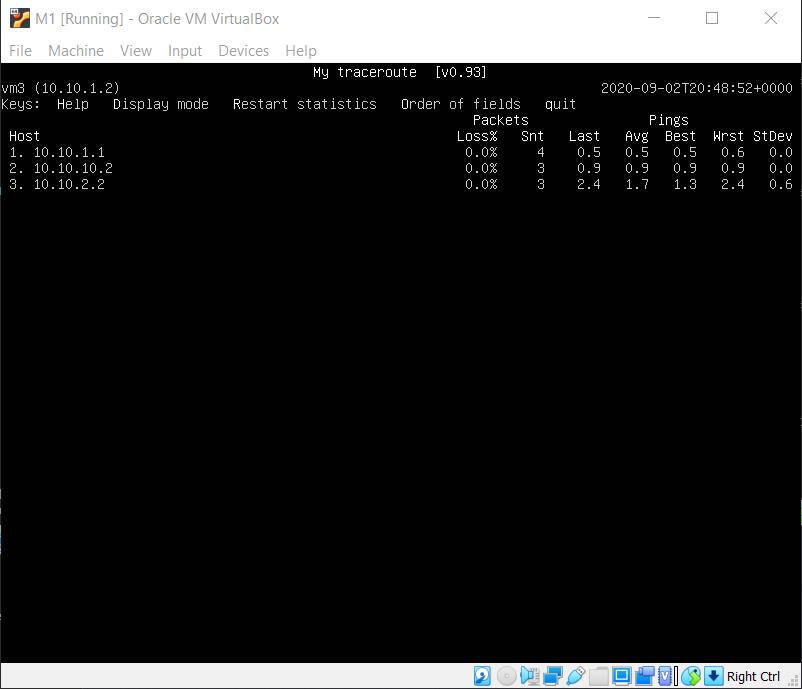 M1 [Running] - Oracle VM VirtualBox
File Machine View Input Devices Help
My traceroute [v0.93]
vm3 (10.10.1.2) 2020-09-02T20:48:52+0000
Keys: Help Display mode Restart statistics Order of fields quit
Packets Pings
Host Loss% Snt Last Avg Best Wrst StDev
1. 10.10.1.1 0.0% 4 0.5 0.5 0.5 0.6 0.0
2. 10.10.10.2 0.0% 3 0.9 0.9 0.9 0.9 0.0
3. 10.10.2.2 0.0% 3 2.4 1.7 1.3 2.4 0.6
Right Ctrl